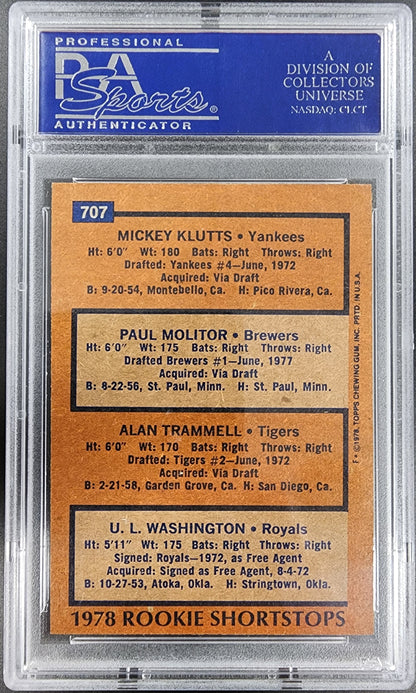 PROFESSIONAL
PSA
Sports®
AUTHENTICATOR
A
DIVISION OF
COLLECTORS
UNIVERSE
NASDAQ: CLCT
707
MICKEY KLUTTS • Yankees
Ht: 6'0" Wt: 180 Bats: Right Throws: Right
Drafted: Yankees #4—June, 1972
Acquired: Via Draft
B: 9-20-54, Montebello, Ca. H: Pico Rivera, Ca.
PAUL MOLITOR • Brewers
Ht: 6'0" Wt: 175 Bats: Right Throws: Right
Drafted Brewers #1—June, 1977
Acquired: Via Draft
B: 8-22-56, St. Paul, Minn. H: St. Paul, Minn.
ALAN TRAMMELL • Tigers
Ht: 6'0" Wt: 170 Bats: Right Throws: Right
Drafted: Tigers #2—June, 1972
Acquired: Via Draft
B: 2-21-58, Garden Grove, Ca. H: San Diego, Ca.
U. L. WASHINGTON • Royals
Ht: 5'11" Wt: 175 Bats: Right Throws: Right
Signed: Royals—1972, as Free Agent
Acquired: Signed as Free Agent, 8-4-72
B: 10-27-53, Atoka, Okla. H: Stringtown, Okla.
1978 ROOKIE SHORTSTOPS
F • ©1978, TOPPS CHEWING GUM, INC. PRTD. IN U.S.A.